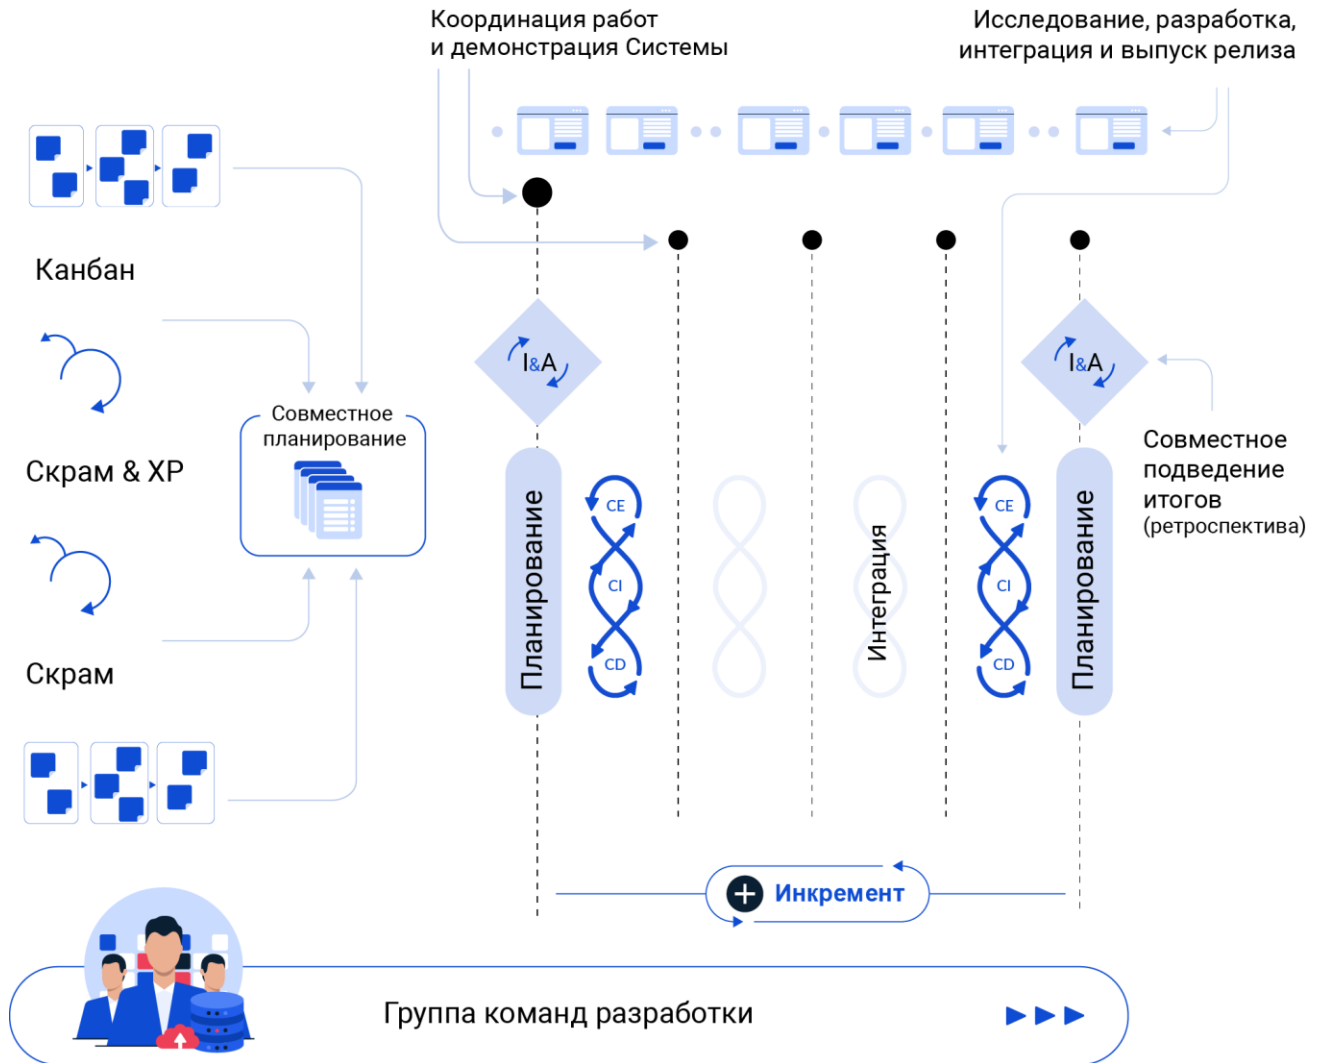 Координация работ
и демонстрация Системы
Исследование, разработка,
интеграция и выпуск релиза
Канбан
Скрам & XP
Скрам
Совместное
планирование
I&A
Планирование
CE
CI
CD
Интеграция
CE
CI
CD
I&A
Планирование
Совместное
подведение
итогов
(ретроспектива)
Инкремент
Группа команд разработки